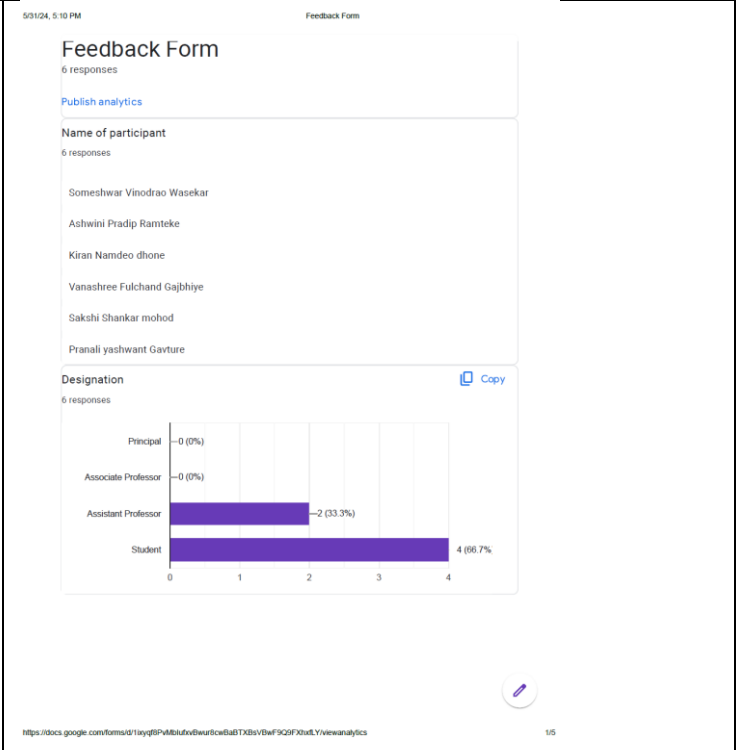 5/31/24, 5:10 PM Feedback Form
Feedback Form
6 responses
Publish analytics
Name of participant
6 responses
Someshwar Vinodrao Wasekar
Ashwini Pradip Ramteke
Kiran Namdeo dhone
Vanashree Fulchand Gajbhiye
Sakshi Shankar mohod
Pranali yashwant Gavture
Designation Copy
6 responses
Principal 0 (0%)
Associate Professor 0 (0%)
Assistant Professor 2 (33.3%)
Student 4 (66.7%
0 1 2 3 4
1/5